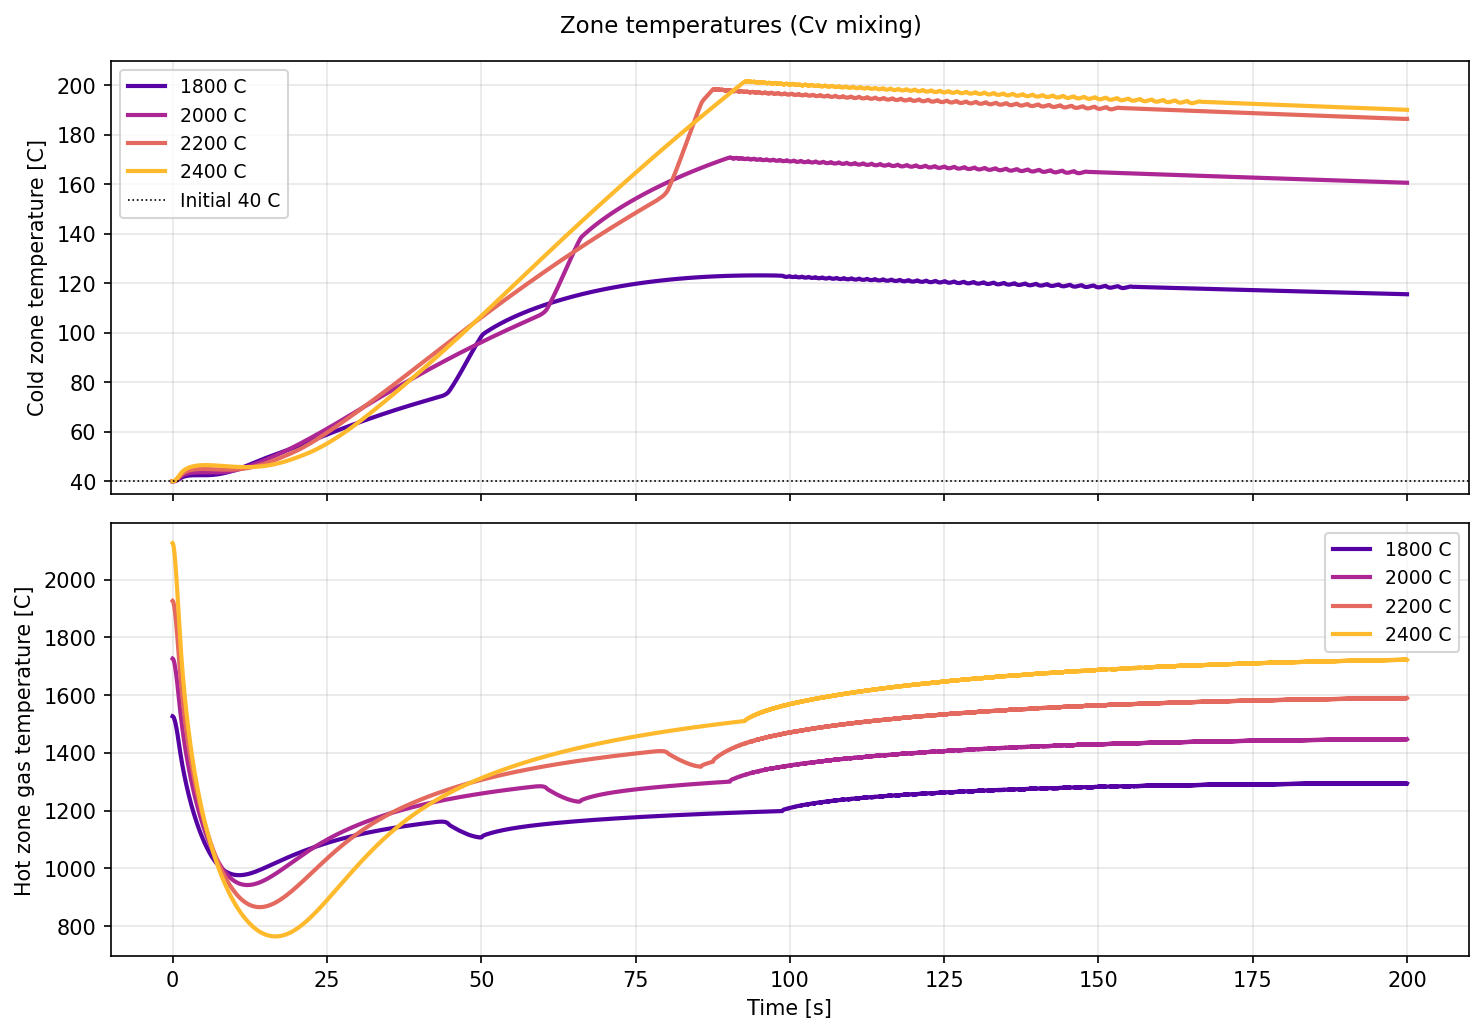 Zone temperatures (Cv mixing)
Cold zone temperature [C]
200
180
160
140
120
100
80
60
40
1800 C
2000 C
2200 C
2400 C
Initial 40 C
Hot zone gas temperature [C]
2000
1800
1600
1400
1200
1000
800
1800 C
2000 C
2200 C
2400 C
0
25
50
75
100
125
150
175
200
Time [s]